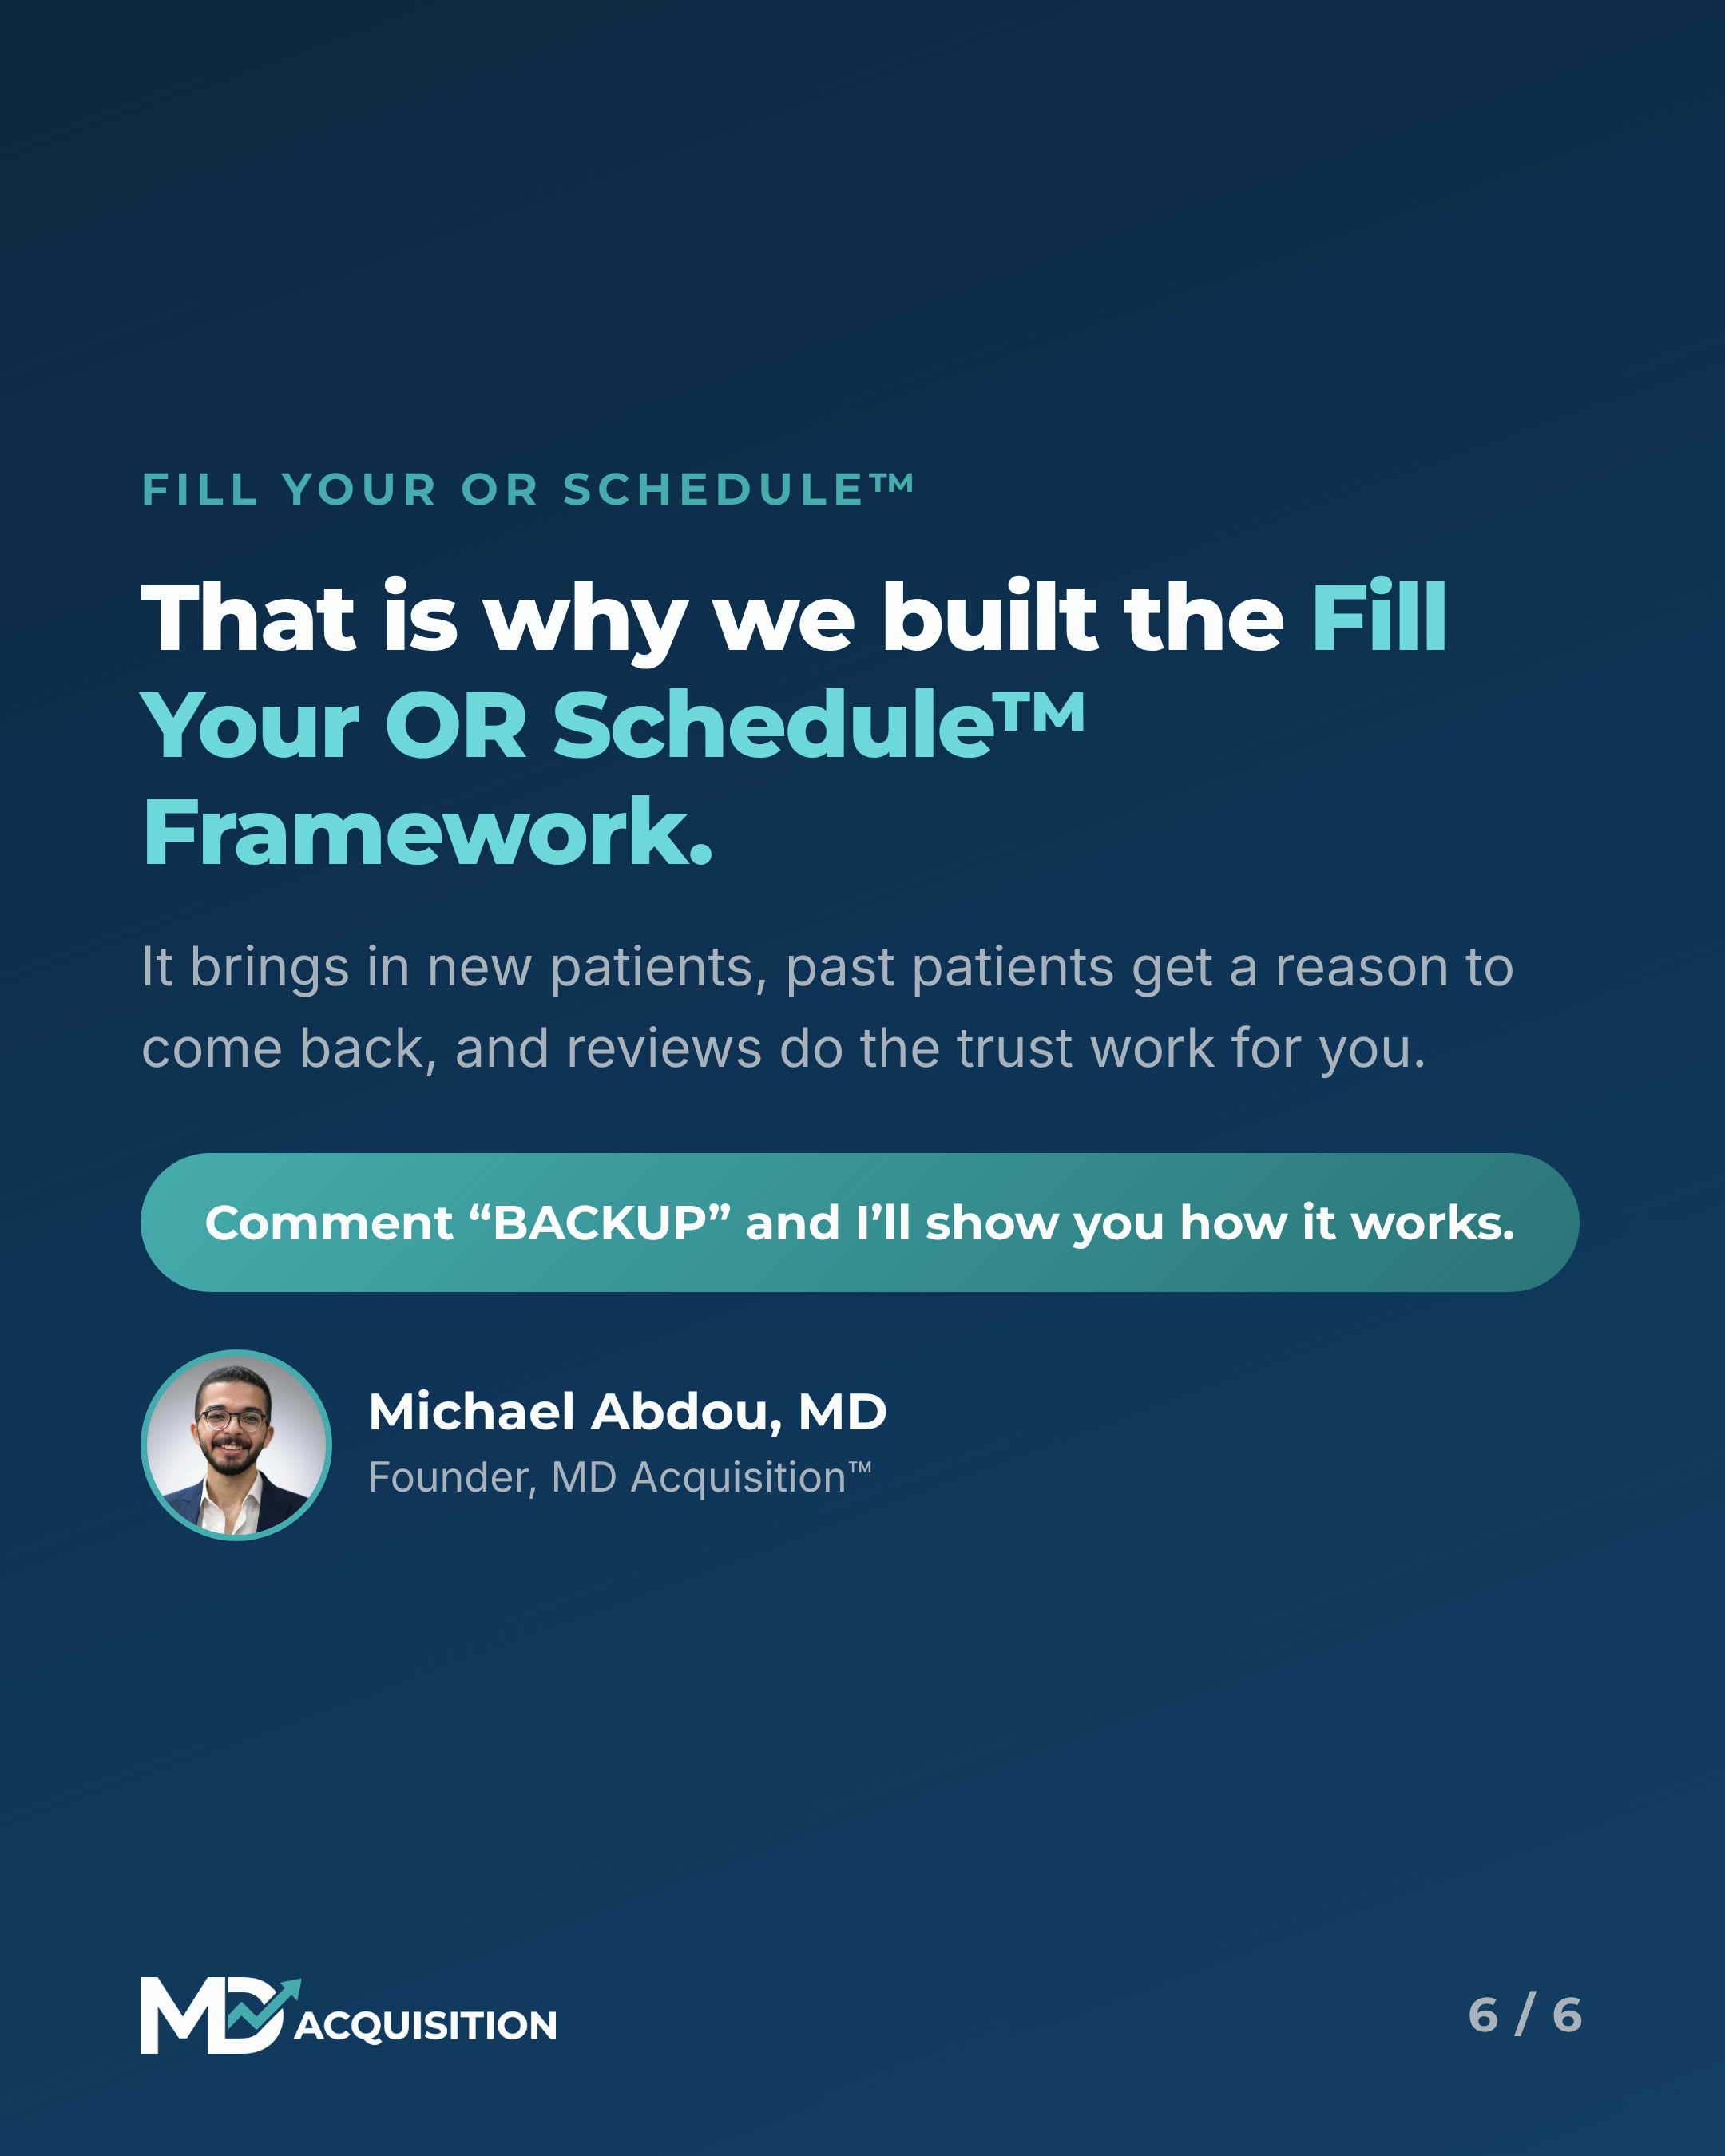 FILL YOUR OR SCHEDULE™
That is why we built the Fill
Your OR Schedule™
Framework.
It brings in new patients, past patients get a reason to
come back, and reviews do the trust work for you.
Comment “BACKUP” and I’ll show you how it works.
Michael Abdou, MD
Founder, MD Acquisition™
MD ACQUISITION
6 / 6